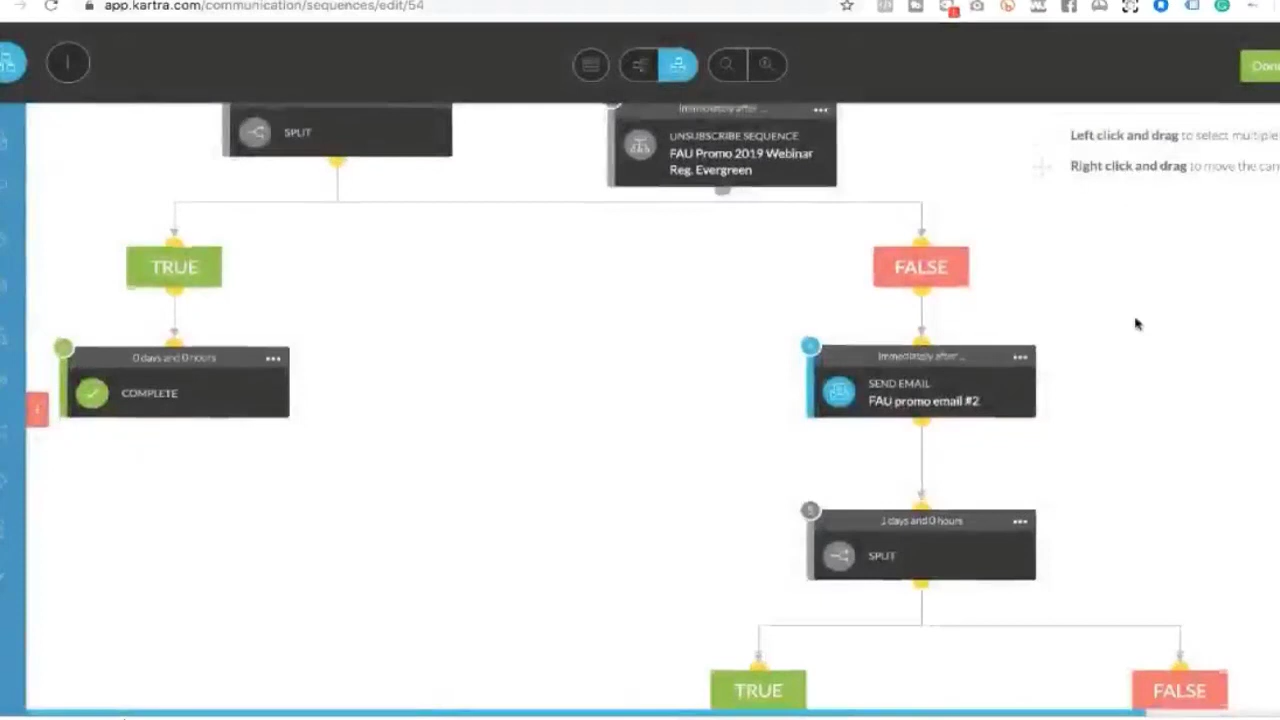 app.kartra.com/communication/sequences/edit/54
Immediately after ...
SPLIT
UNSUBSCRIBE SEQUENCE
FAU Promo 2019 Webinar
Reg. Evergreen
Left click and drag to select multiple
Right click and drag to move the can
TRUE
FALSE
0 days and 0 hours
COMPLETE
Immediately after ...
SEND EMAIL
FAU promo email #2
1 days and 0 hours
SPLIT
TRUE
FALSE